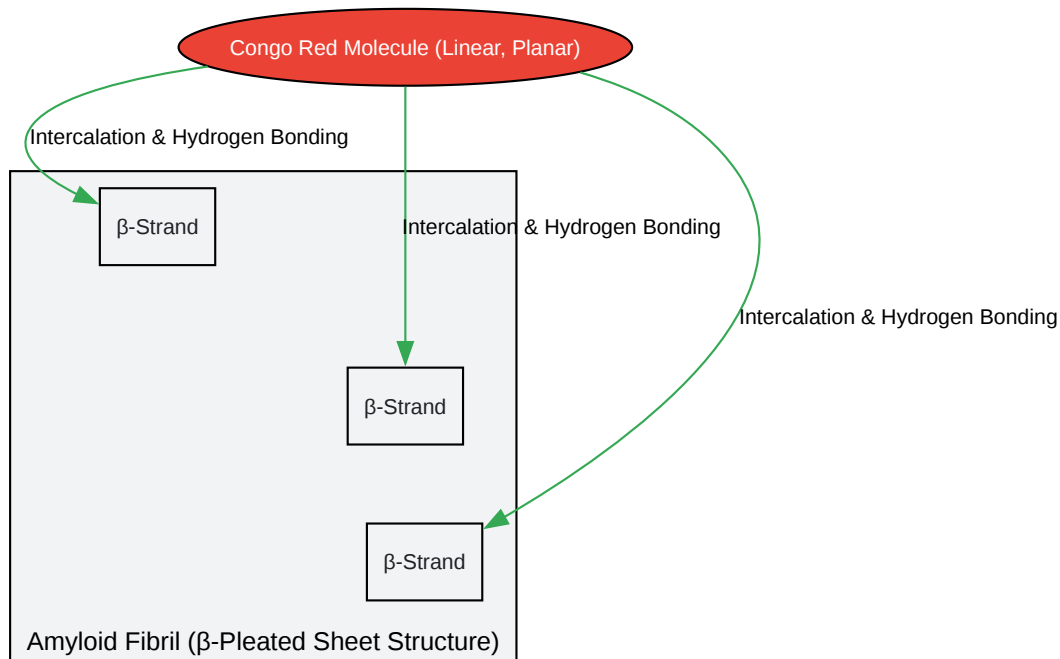 Congo Red Molecule (Linear, Planar)
Intercalation & Hydrogen Bonding
β-Strand
Intercalation & Hydrogen Bonding
Intercalation & Hydrogen Bonding
β-Strand
β-Strand
Amyloid Fibril (β-Pleated Sheet Structure)